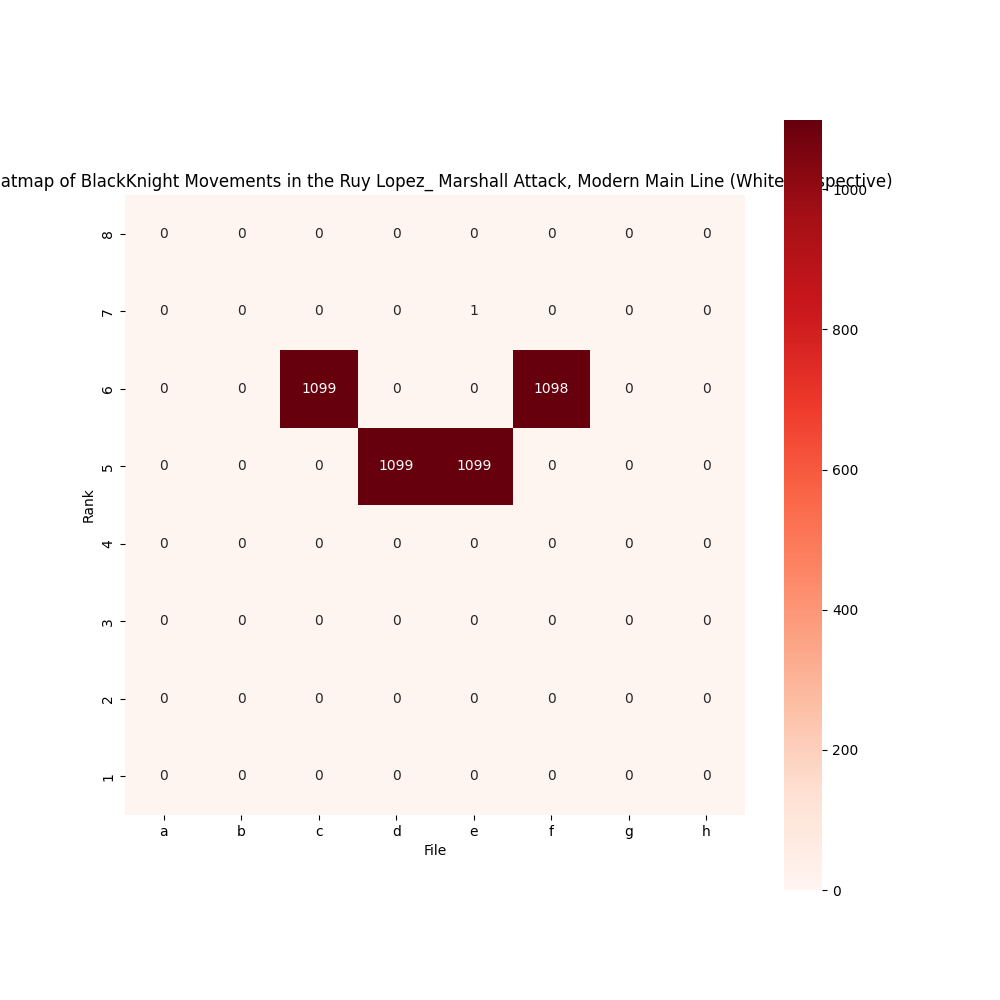 atmap of BlackKnight Movements in the Ruy Lopez_ Marshall Attack, Modern Main Line (White spective)
1000
8 0 0 0 0 0 0 0 0
7 0 0 0 0 1 0 0 0
800
6 0 0 1099 0 0 1098 0 0
600
5 0 0 0 1099 1099 0 0 0
Rank
4 0 0 0 0 0 0 0 0
400
3 0 0 0 0 0 0 0 0
2 0 0 0 0 0 0 0 0
200
1 0 0 0 0 0 0 0 0
a b c d e f g h
File
0